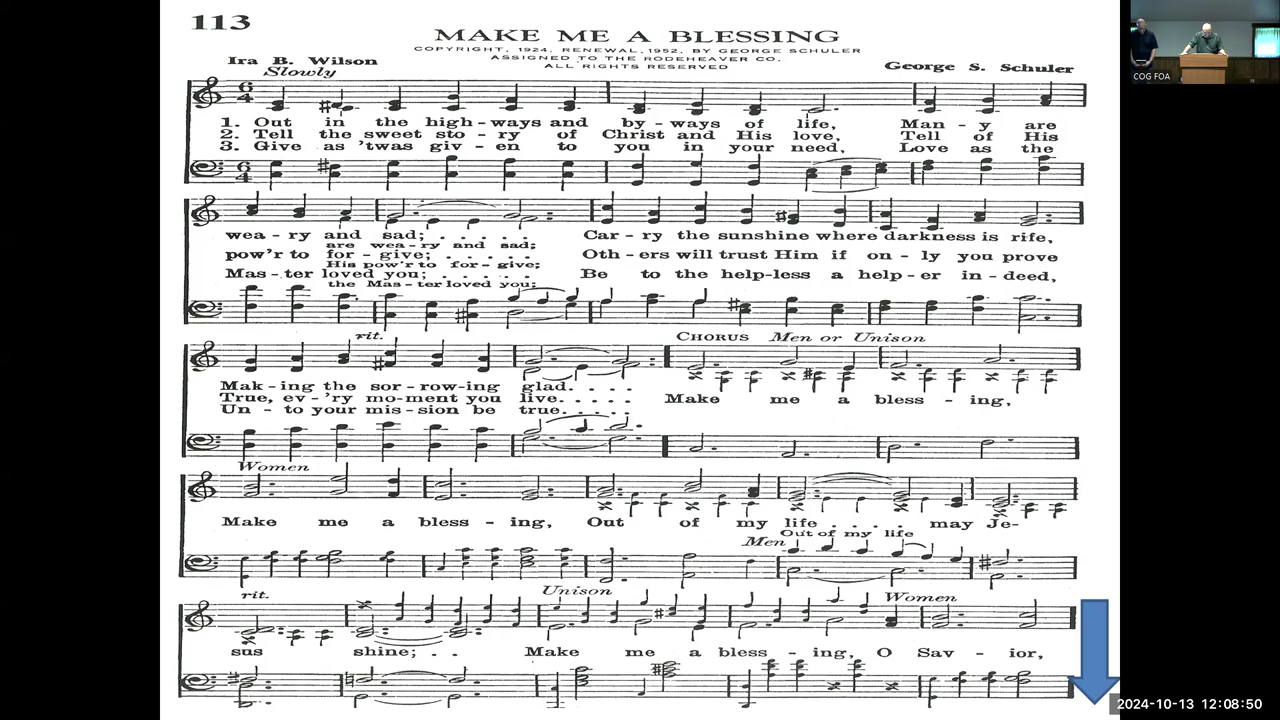 113
MAKE ME A BLESSING
COPYRIGHT, 1924, RENEWAL, 1952, BY GEORGE SCHULER
ASSIGNED TO THE RODEHEAVER CO.
ALL RIGHTS RESERVED
Ira B. Wilson
George S. Schuler
Slowly
1. Out in the high-ways and by-ways of life, Man-y are
2. Tell the sweet sto-ry of Christ and His love, Tell of His
3. Give as 'twas giv-en to you in your need, Love as the
wea-ry and sad; . . . . . Car-ry the sunshine where darkness is rife,
are wea-ry and sad;
pow'r to for-give; . . . . . Oth-ers will trust Him if on-ly you prove
His pow'r to for-give;
Mas-ter loved you; . . . . . Be to the help-less a help-er in-deed,
the Mas-ter loved you;
rit.
CHORUS Men or Unison
Mak-ing the sor-row-ing glad. . . . .
True, ev-'ry mo-ment you live. . . . . . Make me a bless-ing,
Un-to your mis-sion be true. . . . . .
Women
Make me a bless-ing, Out of my life . . . . may Je-
Out of my life
Men
rit.
Unison
Women
sus shine; . . Make me a bless-ing, O Sav-ior,
COG FOA
2024-10-13 12:08:50